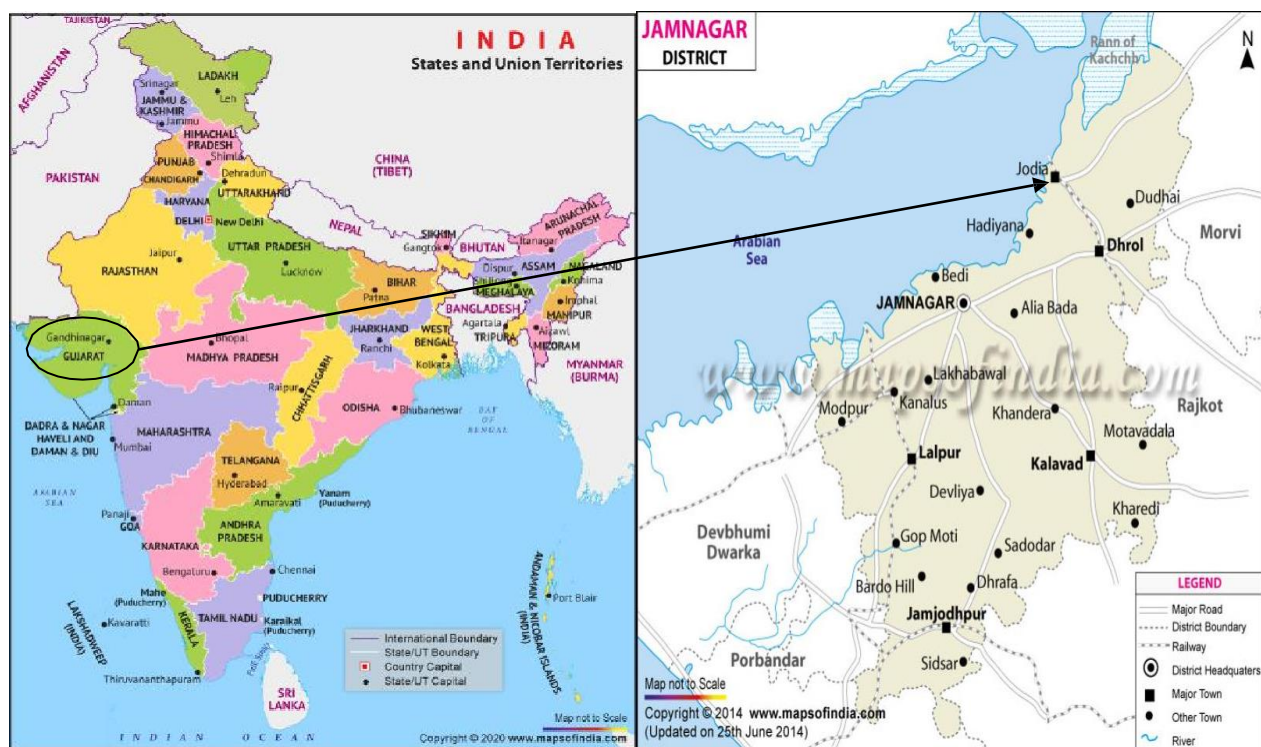 INDIA
States and Union Territories
TAJIKISTAN
AFGHANISTAN
PAKISTAN
CHINA
(TIBET)
LADAKH
Leh
Srinagar
JAMMU &
KASHMIR
Jammu
HIMACHAL
PRADESH
Shimla
PUNJAB
CHANDIGARH
Dehradun
UTTARAKHAND
HARYANA
DELHI
New Delhi
NEPAL
SIKKIM
Gangtok
BHUTAN
ARUNACHAL
PRADESH
Itanagar
Jaipur
RAJASTHAN
UTTAR PRADESH
Lucknow
BIHAR
Patna
Dispur
ASSAM
NAGALAND
Kohima
Shillong
MEGHALAYA
Imphal
MANIPUR
BANGLADESH
Agartala
TRIPURA
Aizawl
MIZORAM
MYANMAR
(BURMA)
Gandhinagar
GUJARAT
Bhopal
MADHYA PRADESH
JHARKHAND
Ranchi
WEST
BENGAL
Kolkata
Raipur
CHHATTISGARH
ODISHA
Bhubaneswar
BAY
OF
BENGAL
Daman
DADRA & NAGAR
HAVELI AND
DAMAN & DIU
MAHARASHTRA
Mumbai
TELANGANA
Hyderabad
Amaravati
Yanam
(Puducherry)
ARABIAN
SEA
Panaji
GOA
ANDHRA
PRADESH
KARNATAKA
Bengaluru
Chennai
Mahe
(Puducherry)
PUDUCHERRY
LAKSHADWEEP
(INDIA)
Kavaratti
KERALA
TAMIL NADU
Karaikal
(Puducherry)
Thiruvananthapuram
SRI
LANKA
ANDAMAN & NICOBAR ISLANDS
(INDIA)
Port Blair
International Boundary
State/UT Boundary
Country Capital
State/UT Capital
INDIAN OCEAN
Map not to Scale
Copyright © 2020 www.mapsofindia.com
JAMNAGAR
DISTRICT
Rann of
Kachchh
N
Jodia
Dudhai
Hadiyana
Arabian
Sea
Dhrol
Morvi
Bedi
JAMNAGAR
Alia Bada
www.mapsofindia.com
Lakhabawal
Kanalus
Modpur
Khandera
Rajkot
Motavadala
Lalpur
Kalavad
Devliya
Kharedi
Devbhumi
Dwarka
Gop Moti
Sadodar
Bardo Hill
Dhrafa
Jamjodhpur
Porbandar
Sidsar
LEGEND
Major Road
District Boundary
Railway
District Headquaters
Major Town
Other Town
River
Map not to Scale
Copyright © 2014 www.mapsofindia.com
(Updated on 25th June 2014)